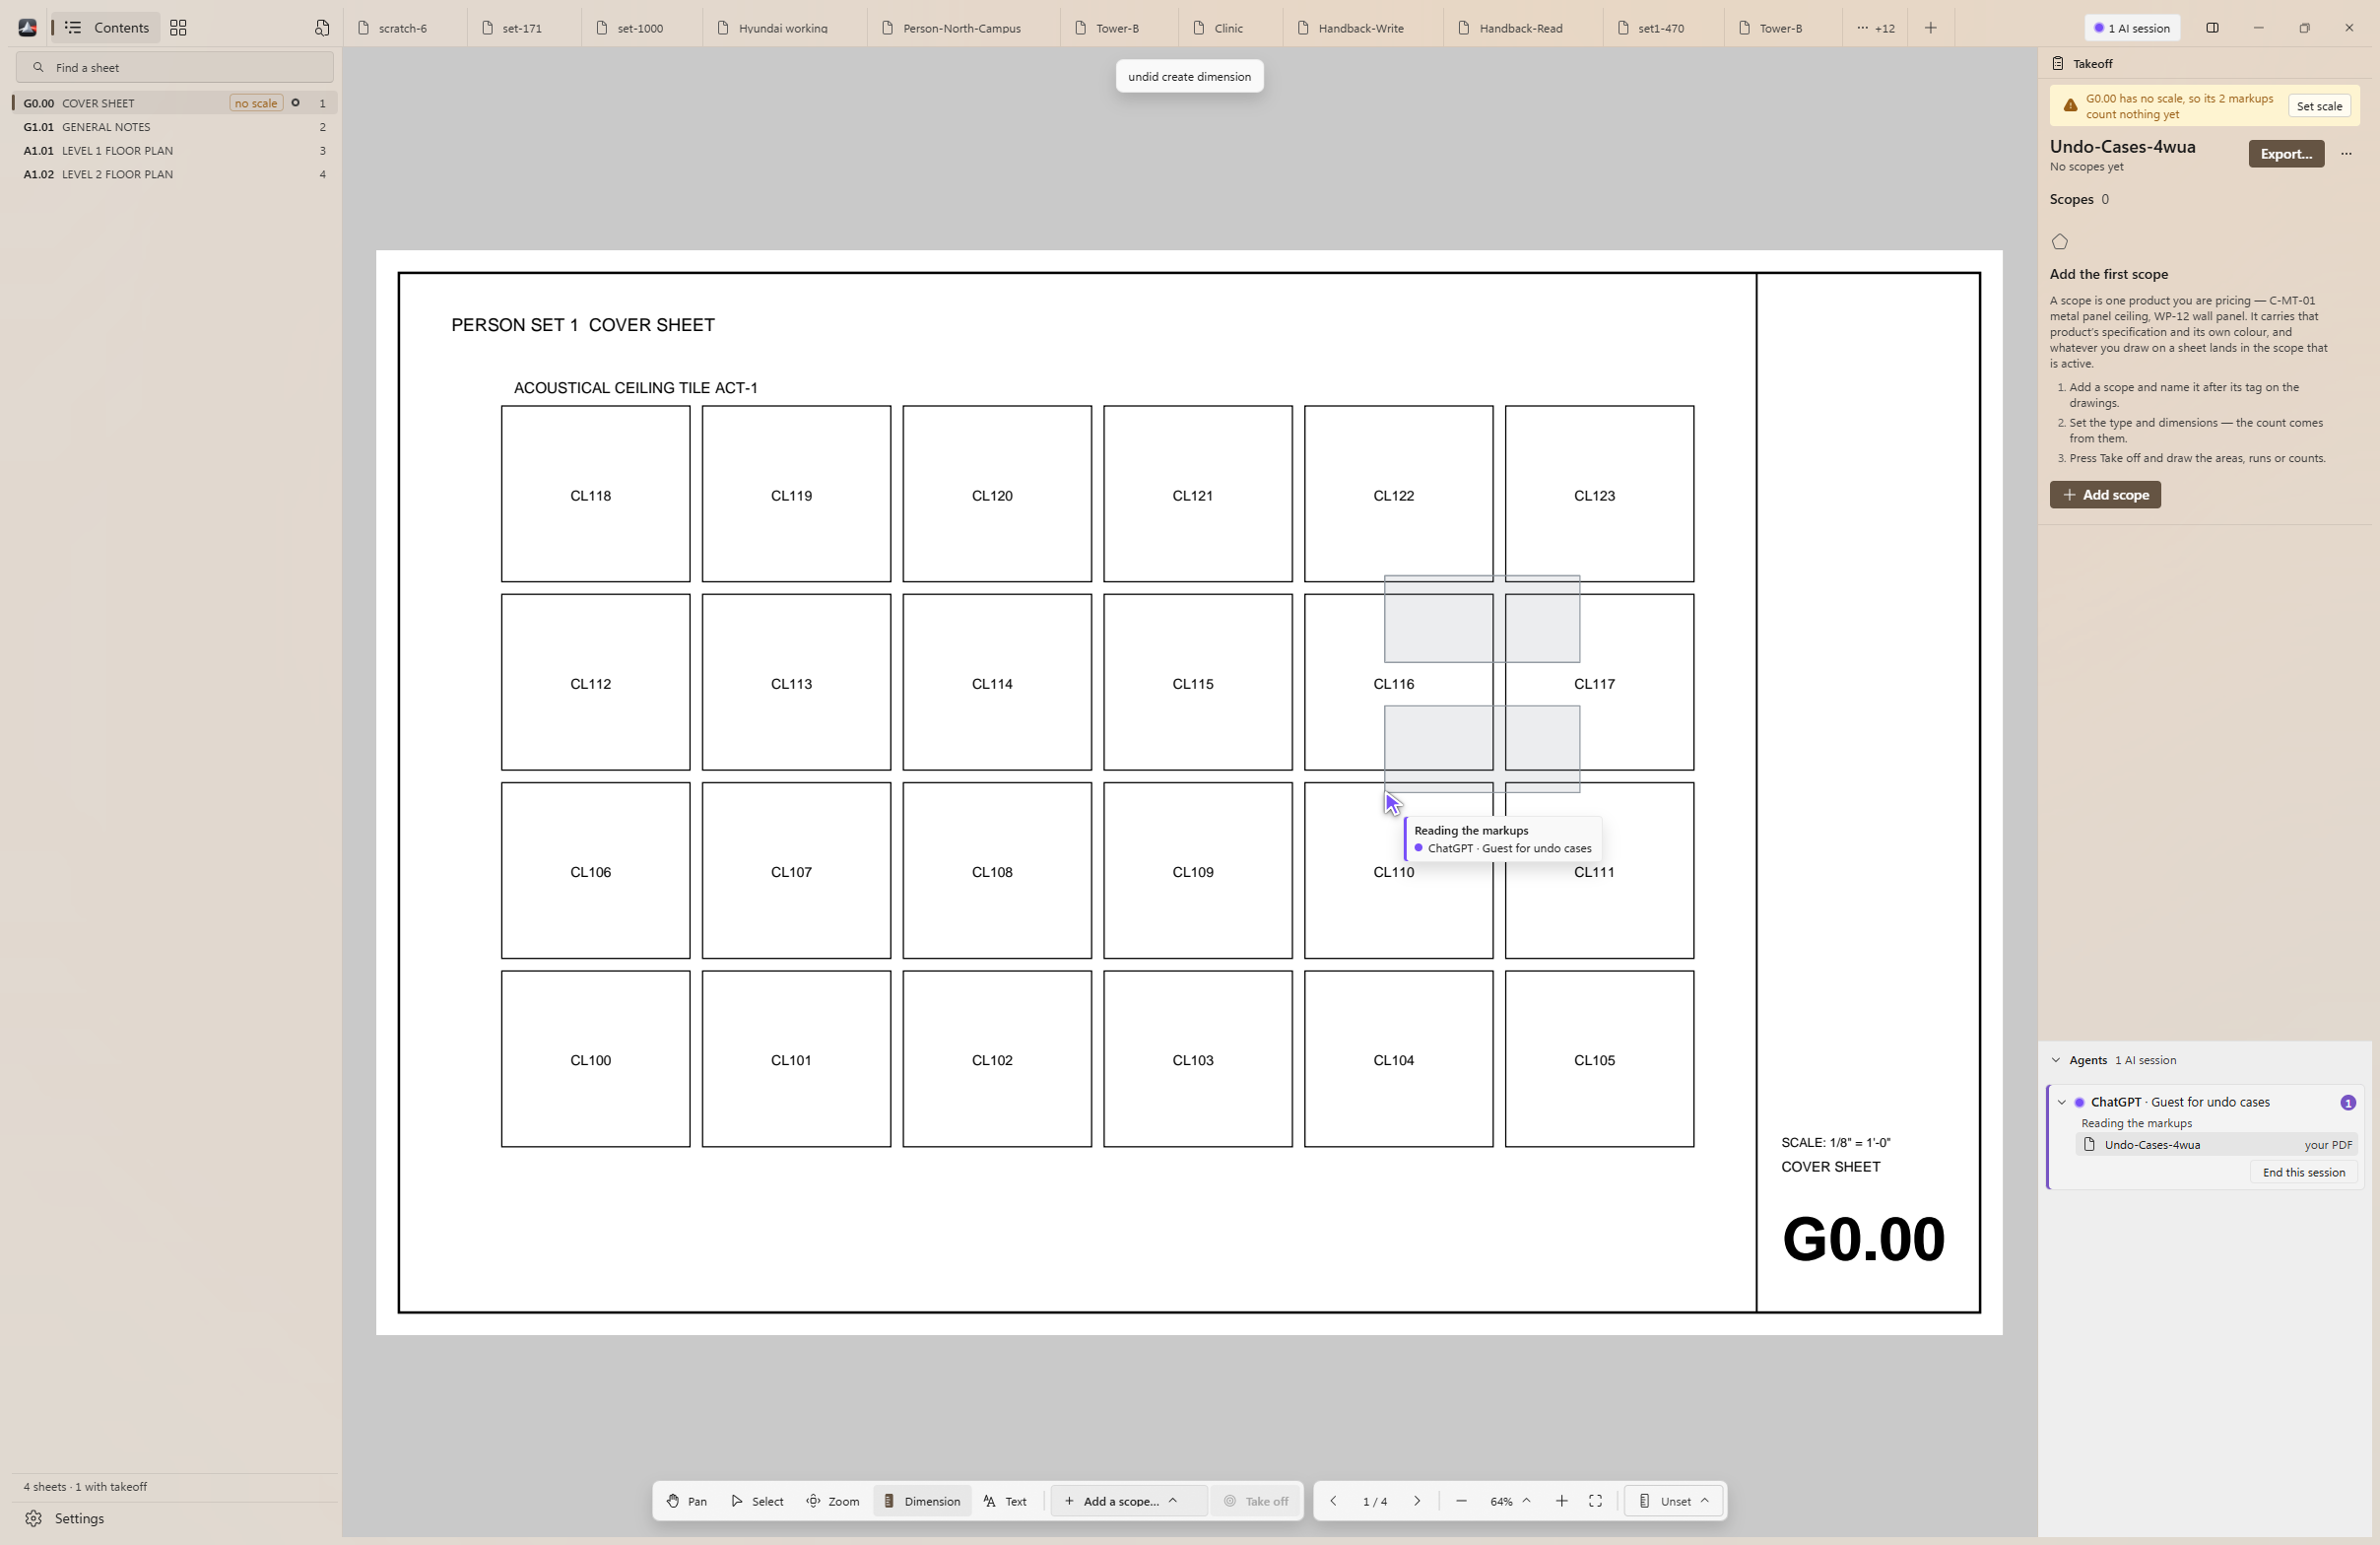 Contents
scratch-6
set-171
set-1000
Hyundai working
Person-North-Campus
Tower-B
Clinic
Handback-Write
Handback-Read
set1-470
Tower-B
+12
1 AI session
Find a sheet
G0.00 COVER SHEET no scale 1
G1.01 GENERAL NOTES 2
A1.01 LEVEL 1 FLOOR PLAN 3
A1.02 LEVEL 2 FLOOR PLAN 4
4 sheets · 1 with takeoff
Settings
undid create dimension
PERSON SET 1 COVER SHEET
ACOUSTICAL CEILING TILE ACT-1
CL118 CL119 CL120 CL121 CL122 CL123
CL112 CL113 CL114 CL115 CL116 CL117
Reading the markups
ChatGPT · Guest for undo cases
CL106 CL107 CL108 CL109 CL110 CL111
CL100 CL101 CL102 CL103 CL104 CL105
SCALE: 1/8" = 1'-0"
COVER SHEET
G0.00
Pan
Select
Zoom
Dimension
Text
Add a scope...
Take off
1 / 4
64%
Unset
Takeoff
G0.00 has no scale, so its 2 markups
count nothing yet
Set scale
Undo-Cases-4wua
No scopes yet
Export...
Scopes 0
Add the first scope
A scope is one product you are pricing — C-MT-01
metal panel ceiling, WP-12 wall panel. It carries that
product's specification and its own colour, and
whatever you draw on a sheet lands in the scope that
is active.
1. Add a scope and name it after its tag on the
drawings.
2. Set the type and dimensions — the count comes
from them.
3. Press Take off and draw the areas, runs or counts.
Add scope
Agents 1 AI session
ChatGPT · Guest for undo cases 1
Reading the markups
Undo-Cases-4wua your PDF
End this session